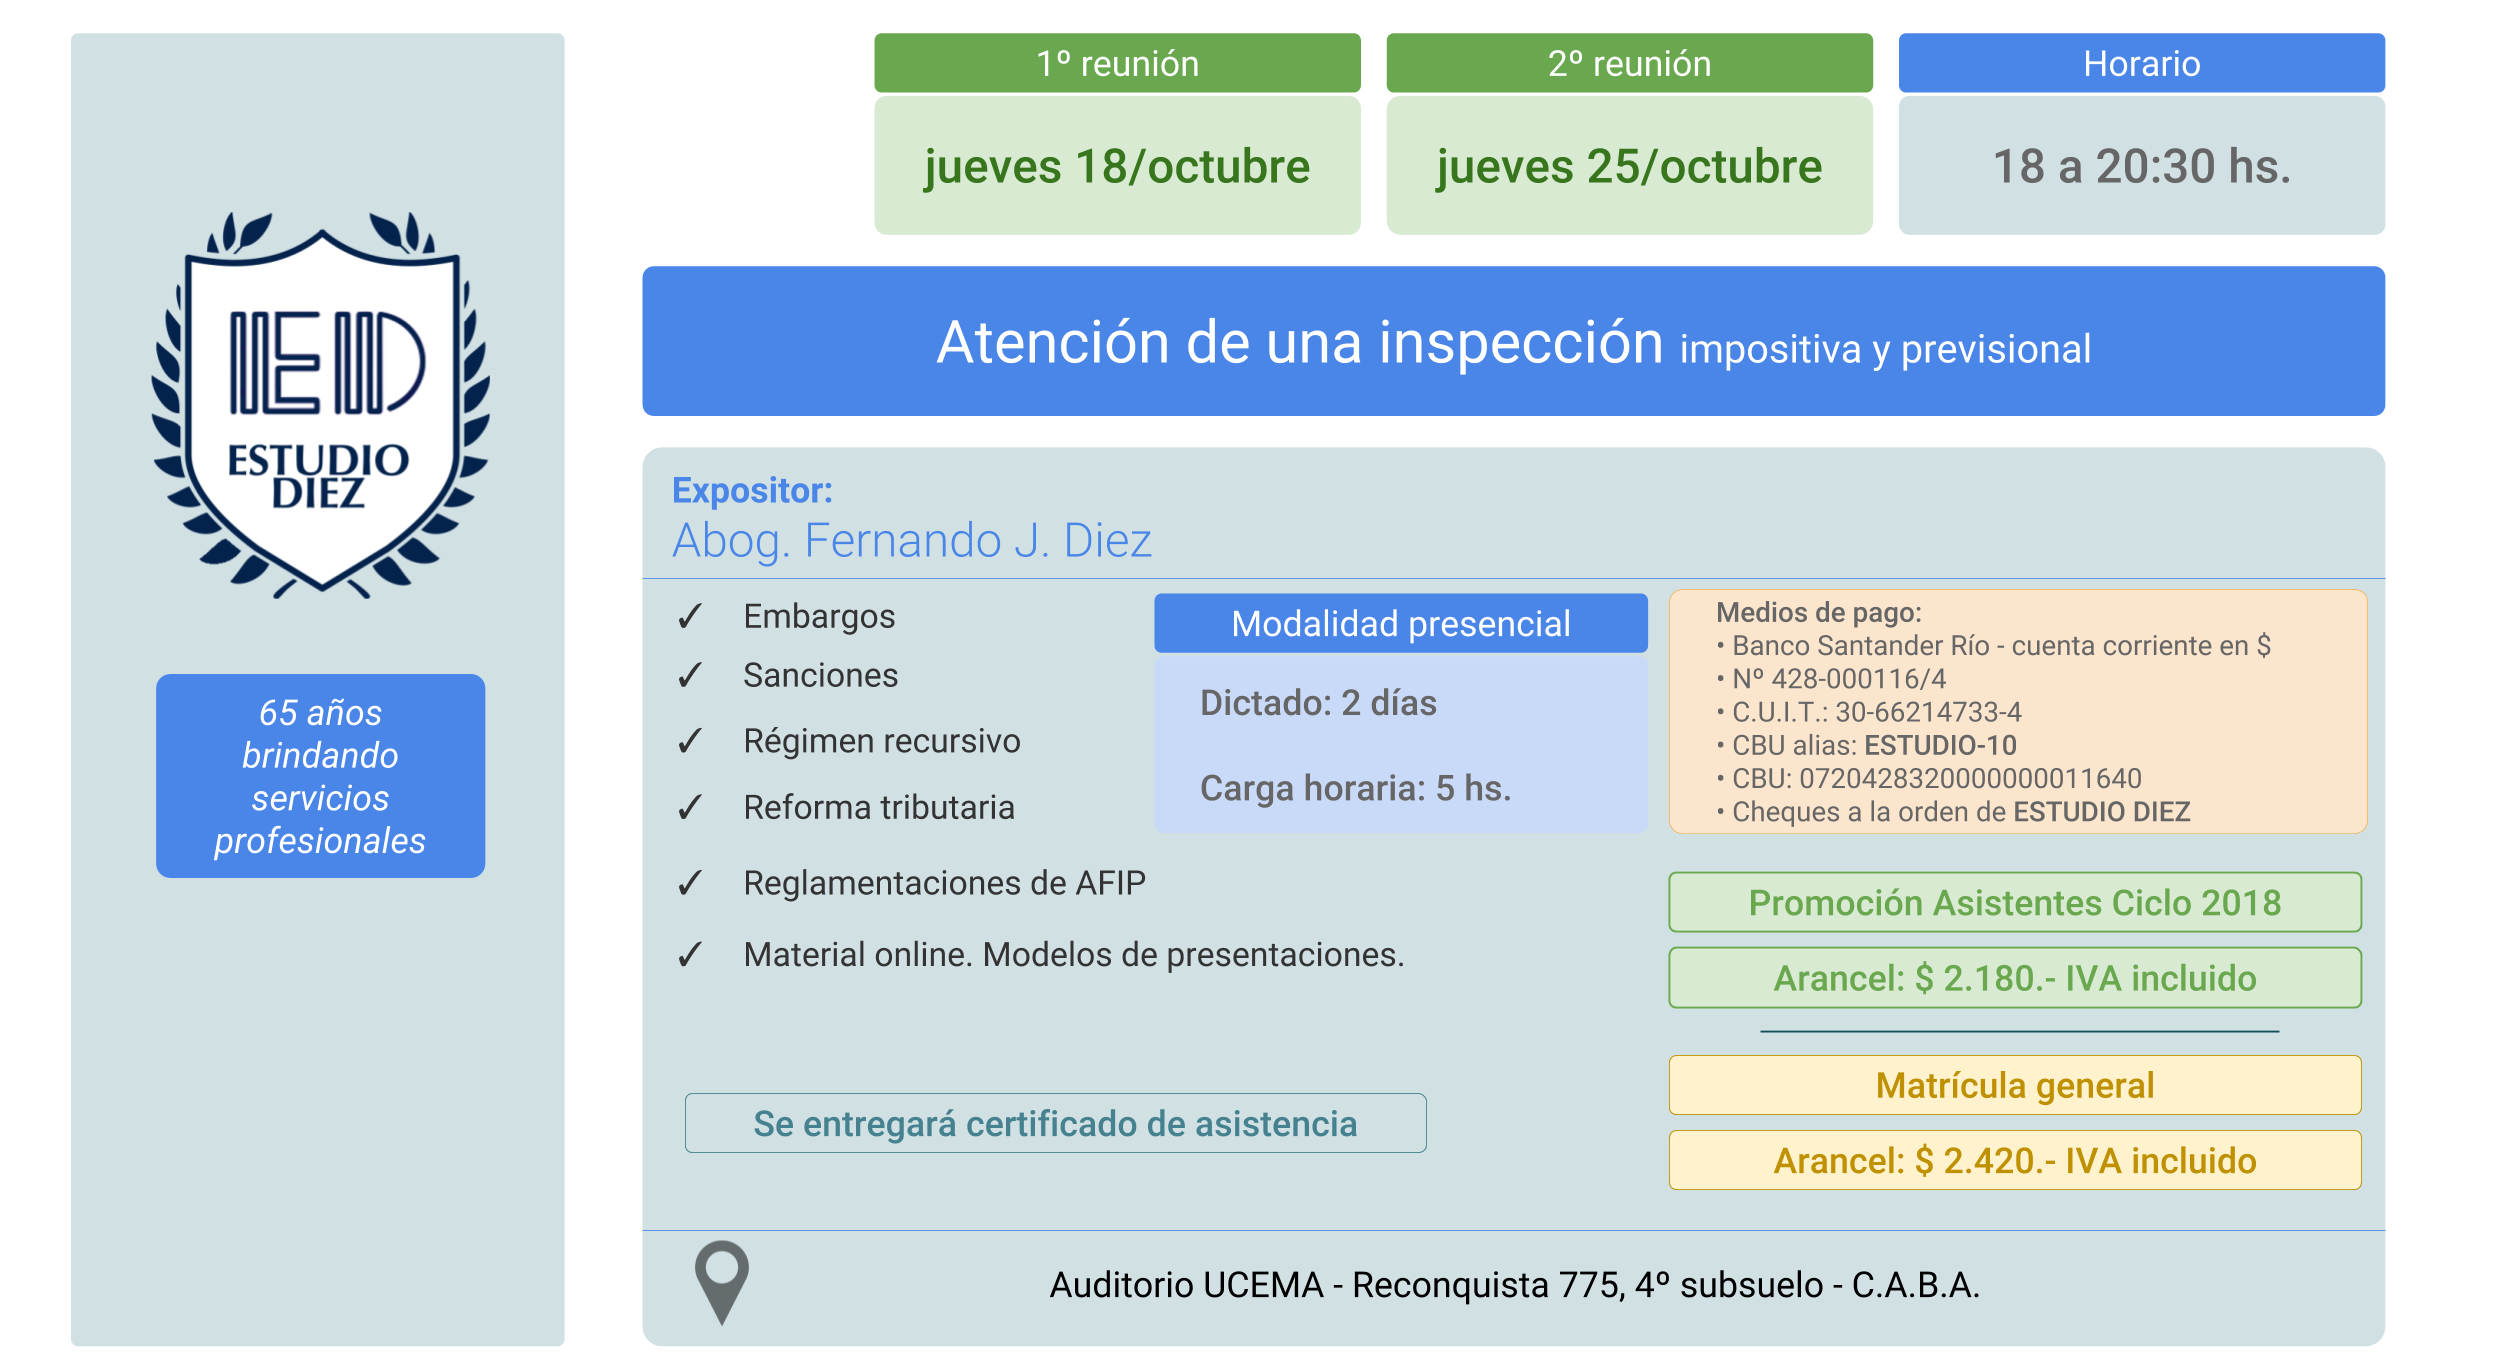 1º reunión
2º reunión
Horario
jueves 18/octubre
jueves 25/octubre
18 a 20:30 hs.
ED
ESTUDIO
DIEZ
65 años
brindando
servicios
profesionales
Atención de una inspección impositiva y previsional
Expositor:
Abog. Fernando J. Diez
✓ Embargos
✓ Sanciones
✓ Régimen recursivo
✓ Reforma tributaria
✓ Reglamentaciones de AFIP
✓ Material online. Modelos de presentaciones.
Modalidad presencial
Dictado: 2 días
Carga horaria: 5 hs.
Medios de pago:
• Banco Santander Río - cuenta corriente en $
• Nº 428-000116/4
• C.U.I.T.: 30-66214733-4
• CBU alias: ESTUDIO-10
• CBU: 0720428320000000011640
• Cheques a la orden de ESTUDIO DIEZ
Promoción Asistentes Ciclo 2018
Arancel: $ 2.180.- IVA incluido
Matrícula general
Arancel: $ 2.420.- IVA incluido
Se entregará certificado de asistencia
Auditorio UCEMA - Reconquista 775, 4º subsuelo - C.A.B.A.